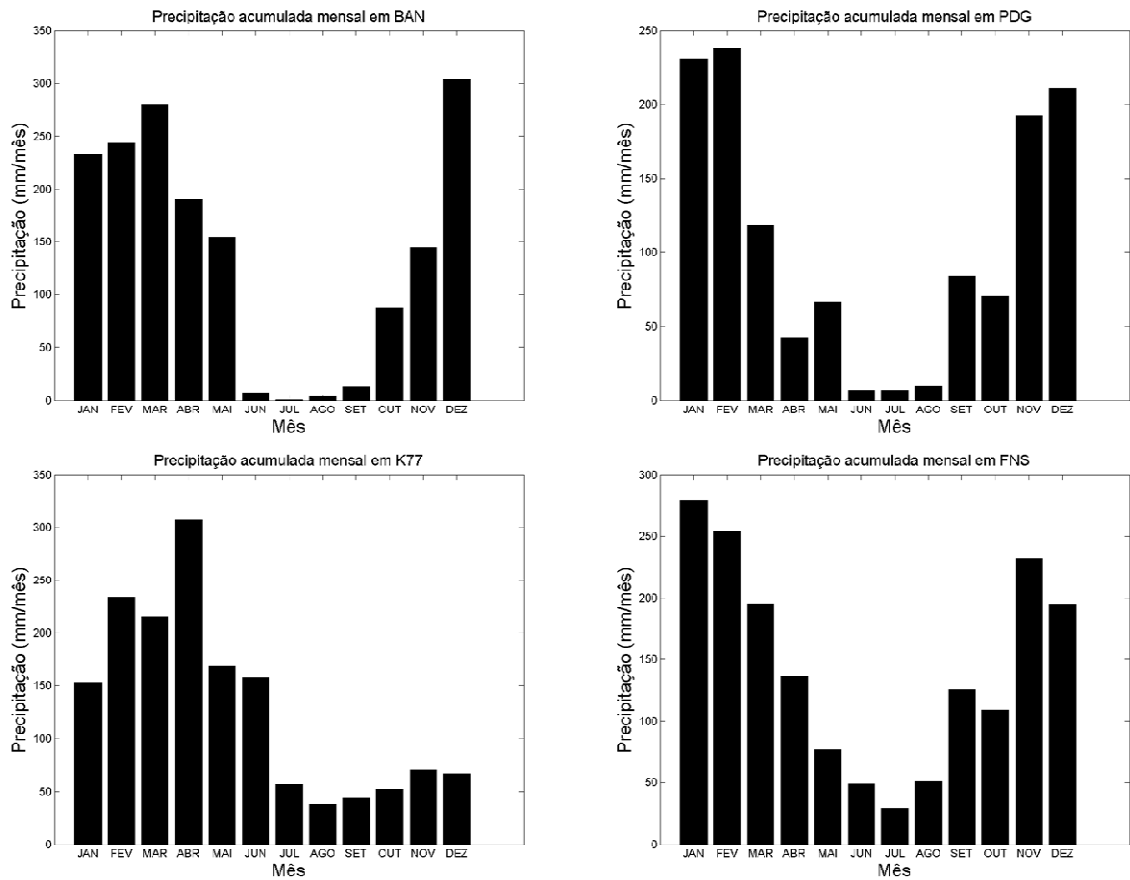 Precipitação acumulada mensal em BAN
Precipitação (mm/mês)
350
300
250
200
150
100
50
0
JAN FEV MAR ABR MAI JUN JUL AGO SET OUT NOV DEZ
Mês
Precipitação acumulada mensal em PDG
Precipitação (mm/mês)
250
200
150
100
50
0
JAN FEV MAR ABR MAI JUN JUL AGO SET OUT NOV DEZ
Mês
Precipitação acumulada mensal em K77
Precipitação (mm/mês)
350
300
250
200
150
100
50
0
JAN FEV MAR ABR MAI JUN JUL AGO SET OUT NOV DEZ
Mês
Precipitação acumulada mensal em FNS
Precipitação (mm/mês)
300
250
200
150
100
50
0
JAN FEV MAR ABR MAI JUN JUL AGO SET OUT NOV DEZ
Mês